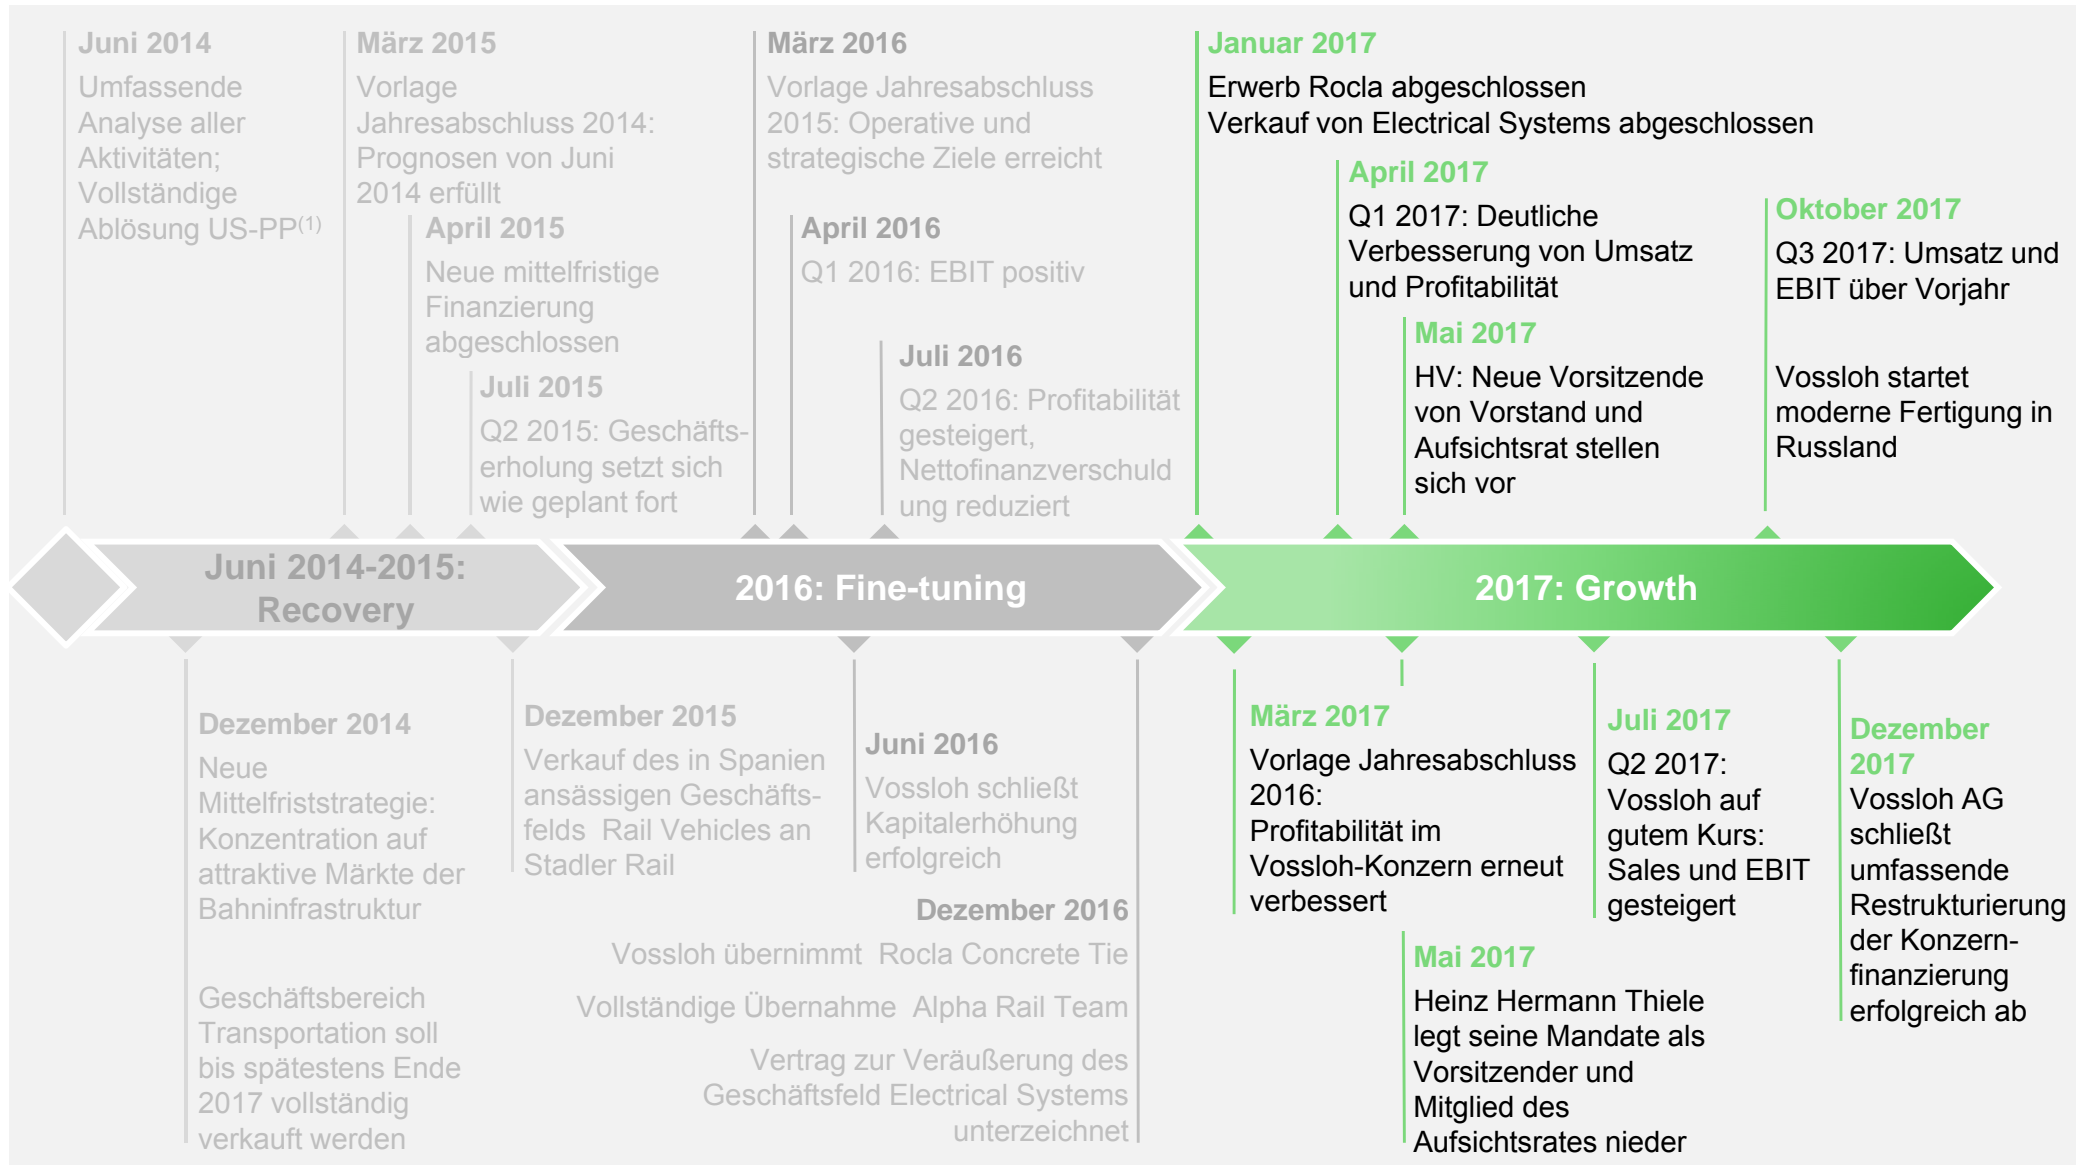 Juni 2014
Umfassende
Analyse aller
Aktivitäten;
Vollständige
Ablösung US-PP(1)
März 2015
Vorlage
Jahresabschluss 2014:
Prognosen von Juni
2014 erfüllt
April 2015
Neue mittelfristige
Finanzierung
abgeschlossen
Juli 2015
Q2 2015: Geschäfts-
erholung setzt sich
wie geplant fort
März 2016
Vorlage Jahresabschluss
2015: Operative und
strategische Ziele erreicht
April 2016
Q1 2016: EBIT positiv
Juli 2016
Q2 2016: Profitabilität
gesteigert,
Nettofinanzverschuld
ung reduziert
Januar 2017
Erwerb Rocla abgeschlossen
Verkauf von Electrical Systems abgeschlossen
April 2017
Q1 2017: Deutliche
Verbesserung von Umsatz
und Profitabilität
Mai 2017
HV: Neue Vorsitzende
von Vorstand und
Aufsichtsrat stellen
sich vor
Oktober 2017
Q3 2017: Umsatz und
EBIT über Vorjahr
Vossloh startet
moderne Fertigung in
Russland
Juni 2014-2015:
Recovery
2016: Fine-tuning
2017: Growth
Dezember 2014
Neue
Mittelfriststrategie:
Konzentration auf
attraktive Märkte der
Bahninfrastruktur
Geschäftsbereich
Transportation soll
bis spätestens Ende
2017 vollständig
verkauft werden
Dezember 2015
Verkauf des in Spanien
ansässigen Geschäfts-
felds Rail Vehicles an
Stadler Rail
Juni 2016
Vossloh schließt
Kapitalerhöhung
erfolgreich
Dezember 2016
Vossloh übernimmt Rocla Concrete Tie
Vollständige Übernahme Alpha Rail Team
Vertrag zur Veräußerung des
Geschäftsfeld Electrical Systems
unterzeichnet
März 2017
Vorlage Jahresabschluss
2016:
Profitabilität im
Vossloh-Konzern erneut
verbessert
Mai 2017
Heinz Hermann Thiele
legt seine Mandate als
Vorsitzender und
Mitglied des
Aufsichtsrates nieder
Juli 2017
Q2 2017:
Vossloh auf
gutem Kurs:
Sales und EBIT
gesteigert
Dezember
2017
Vossloh AG
schließt
umfassende
Restrukturierung
der Konzern-
finanzierung
erfolgreich ab